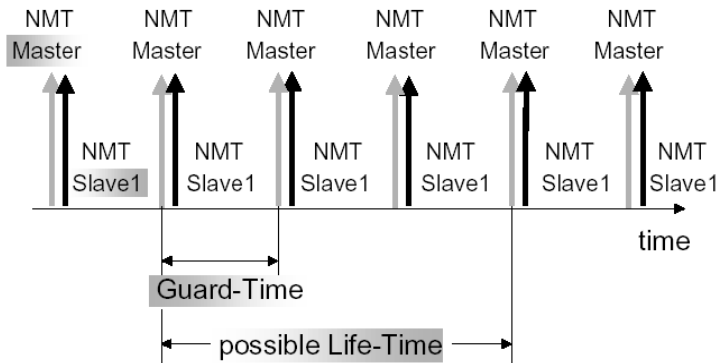 NMT NMT NMT NMT NMT NMT
Master Master Master Master Master Master
NMT NMT NMT NMT NMT NMT
Slave1 Slave1 Slave1 Slave1 Slave1 Slave1
time
Guard-Time
possible Life-Time